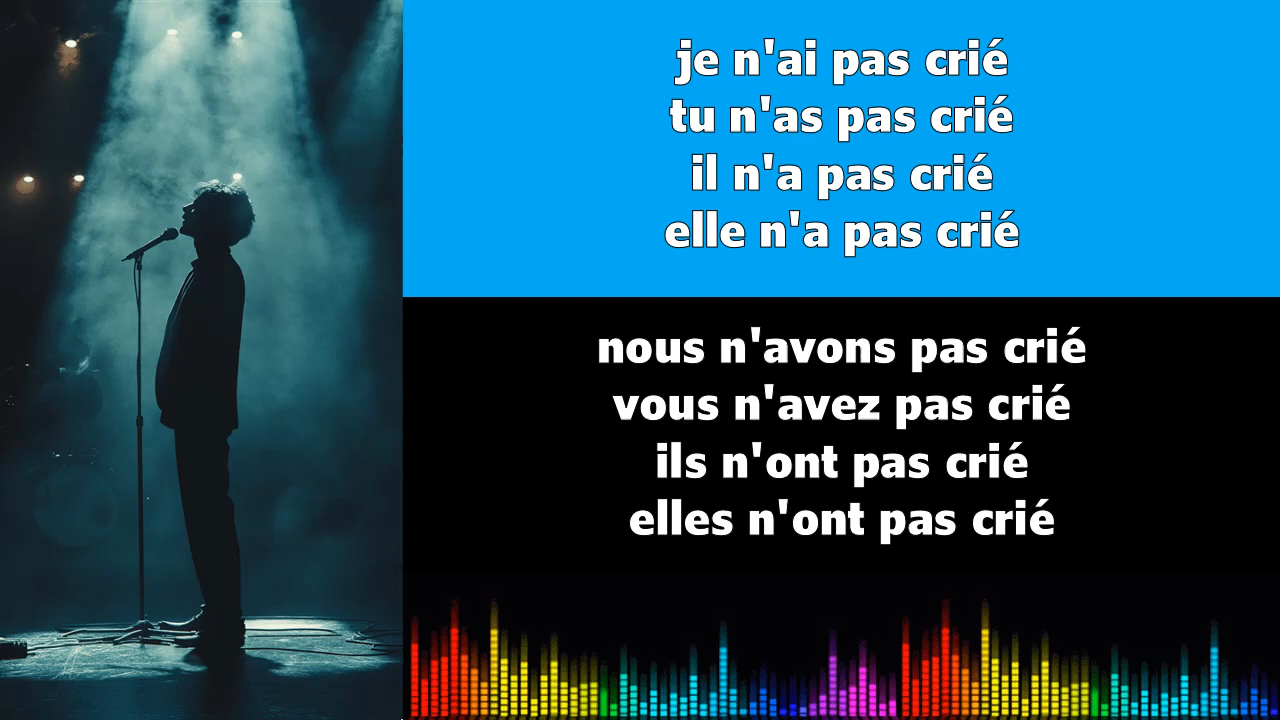 je n'ai pas crié
tu n'as pas crié
il n'a pas crié
elle n'a pas crié
nous n'avons pas crié
vous n'avez pas crié
ils n'ont pas crié
elles n'ont pas crié